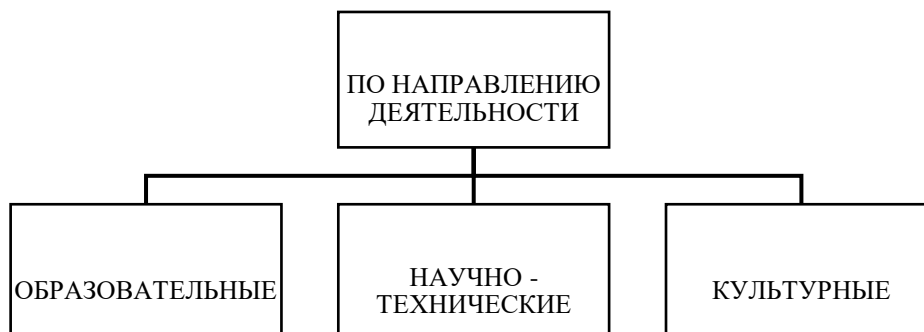 ПО НАПРАВЛЕНИЮ
ДЕЯТЕЛЬНОСТИ
ОБРАЗОВАТЕЛЬНЫЕ
НАУЧНО -
ТЕХНИЧЕСКИЕ
КУЛЬТУРНЫЕ